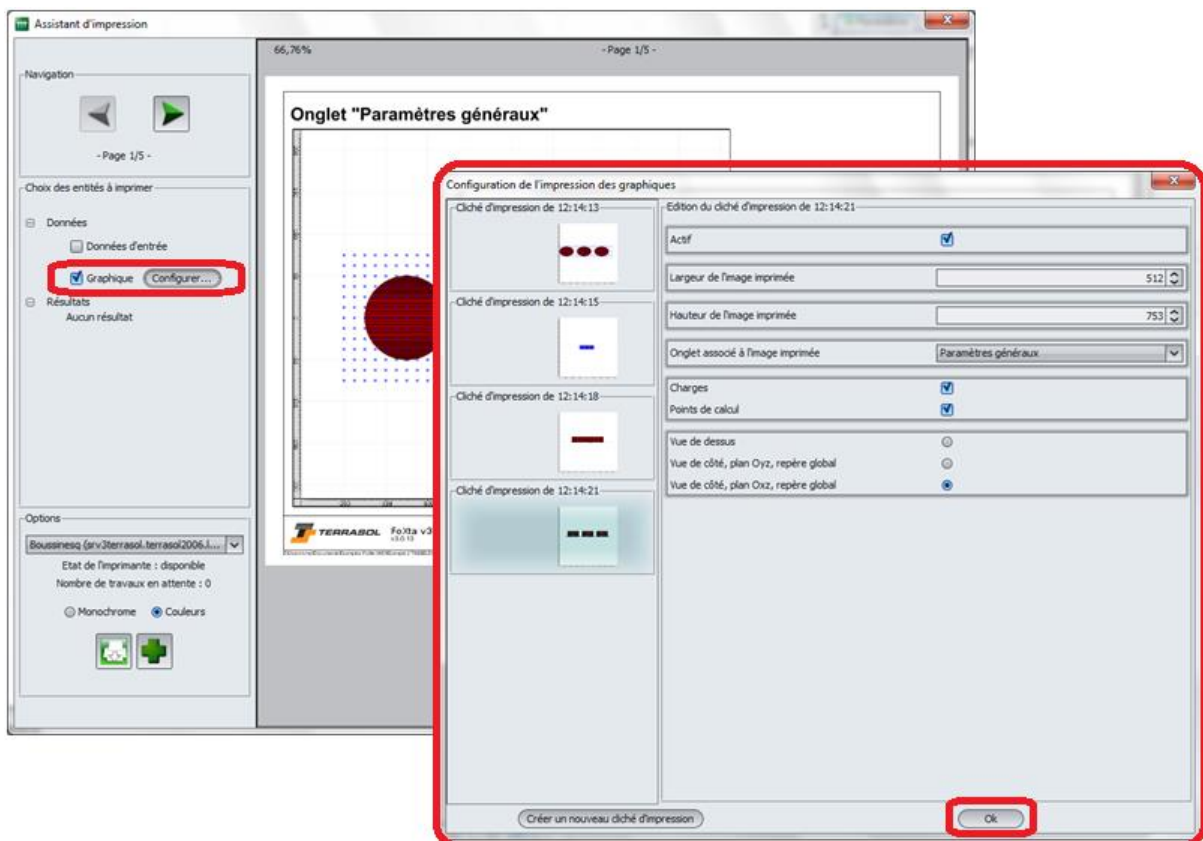 Assistant d'impression
66,76%
- Page 1/5 -
Navigation
- Page 1/5 -
Choix des entités à imprimer
Données
Données d'entrée
Graphique
Configurer...
Résultats
Aucun résultat
Options
Boussinesq (srv3terrasol.terrasol2006.l...
Etat de l'imprimante : disponible
Nombre de travaux en attente : 0
Monochrome
Couleurs
Onglet "Paramètres généraux"
TERRASOL
FoXta v3
v3.0.13
Configuration de l'impression des graphiques
Cliché d'impression de 12:14:13
Cliché d'impression de 12:14:15
Cliché d'impression de 12:14:18
Cliché d'impression de 12:14:21
Edition du cliché d'impression de 12:14:21
Actif
Largeur de l'image imprimée
512
Hauteur de l'image imprimée
753
Onglet associé à l'image imprimée
Paramètres généraux
Charges
Points de calcul
Vue de dessus
Vue de côté, plan Oyz, repère global
Vue de côté, plan Oxz, repère global
Créer un nouveau cliché d'impression
Ok